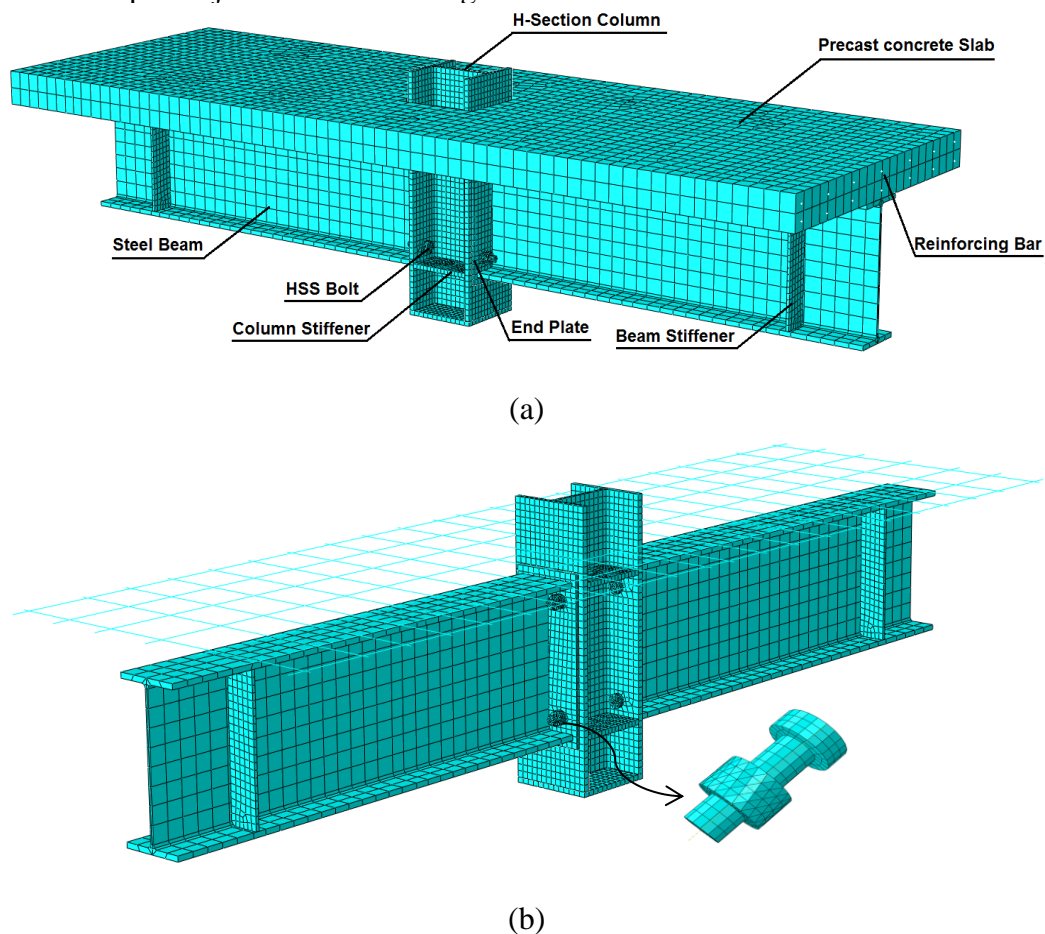 H-Section Column
Precast concrete Slab
Steel Beam
Reinforcing Bar
HSS Bolt
Column Stiffener
End Plate
Beam Stiffener
(a)
(b)